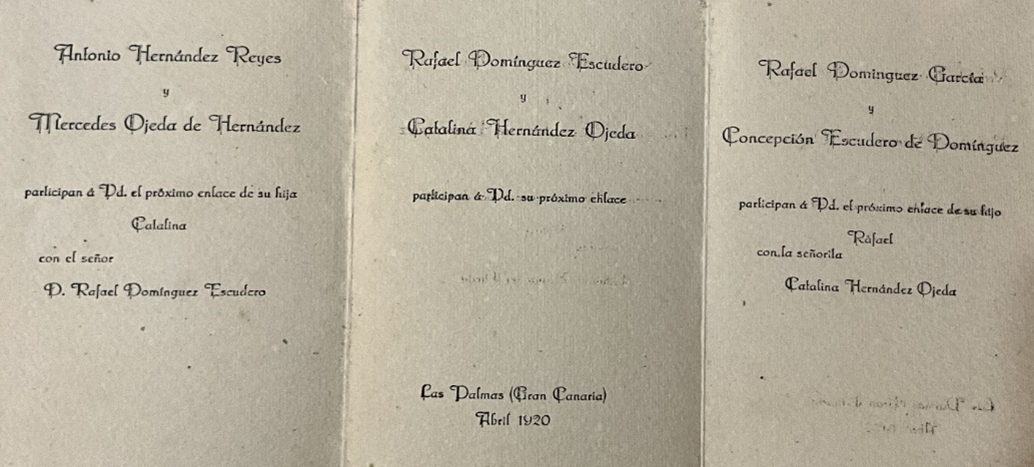 Antonio Hernández Reyes
y
Mercedes Ojeda de Hernández
participan á Vd. el próximo enlace de su hija
Catalina
con el señor
D. Rafael Domínguez Escudero
Rafael Domínguez Escudero
y
Catalina Hernández Ojeda
participan á Vd. su próximo enlace
Las Palmas (Gran Canaria)
Abril 1920
Rafael Domínguez García
y
Concepción Escudero de Domínguez
participan á Vd. el próximo enlace de su hijo
Rafael
con la señorita
Catalina Hernández Ojeda